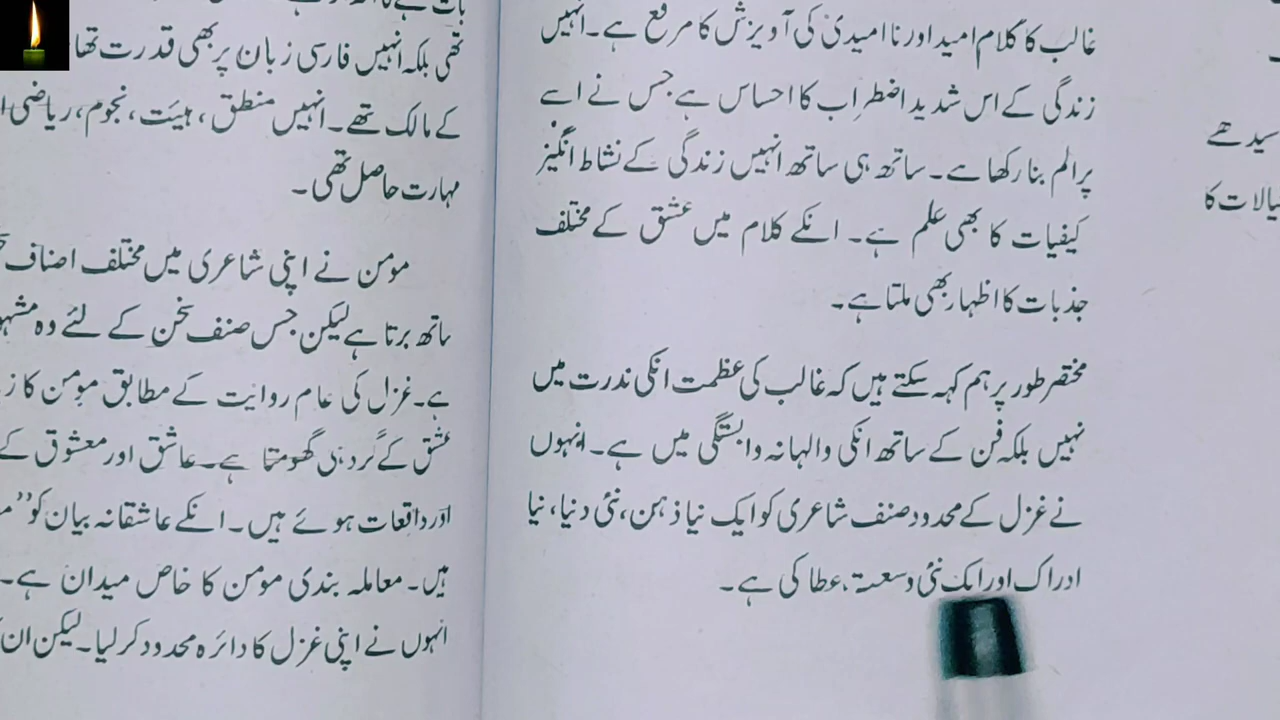 غالب کا کلام امید اور ناامیدی کی آویزش کا مرقع ہے۔ انہیں
زندگی کے اس شدید اضطراب کا احساس ہے جس نے اسے
پرالم بنا رکھا ہے۔ ساتھ ہی ساتھ انہیں زندگی کے نشاط انگیز
کیفیات کا بھی علم ہے۔ انکے کلام میں عشق کے مختلف
جذبات کا اظہار بھی ملتا ہے۔
مختصر طور پر ہم کہہ سکتے ہیں کہ غالب کی عظمت انکی ندرت میں
نہیں بلکہ فن کے ساتھ انکی والہانہ وابستگی میں ہے۔ انہوں
نے غزل کے محدود صنف شاعری کو ایک نیا ذہن، نئی دنیا، نیا
ادراک اور ایک نئی وسعت عطا کی ہے۔
تھی بلکہ انہیں فارسی زبان پر بھی قدرت تھا
کے مالک تھے۔ انہیں منطق، ہیئت، نجوم، ریاضی
مہارت حاصل تھی۔
مومن نے اپنی شاعری میں مختلف اصناف
ساتھ برتا ہے لیکن جس صنف سخن کے لئے وہ
ہے۔ غزل کی عام روایت کے مطابق مومن کا
عشق کے گرد ہی گھومتا ہے۔ عاشق اور معشوق کے
اور واقعات ہوئے ہیں۔ انکے عاشقانہ بیان کو
ہیں۔ معاملہ بندی مومن کا خاص میدان ہے۔
انہوں نے اپنی غزل کا دائرہ محدود کر لیا۔ لیکن ان
سیدھے
یالات کا